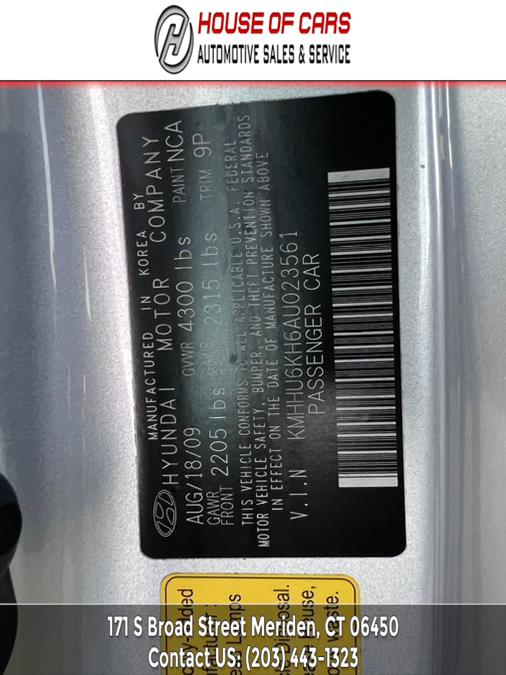 HOUSE OF CARS
AUTOMOTIVE SALES & SERVICE
MANUFACTURED IN KOREA BY
HYUNDAI MOTOR COMPANY
AUG/18/09 GVWR 4300 lbs PAINT NCA
GAWR FRONT 2205 lbs GAWR 2315 lbs TRIM 9P
THIS VEHICLE CONFORMS TO ALL APPLICABLE U.S.A. FEDERAL
MOTOR VEHICLE SAFETY, BUMPER, AND THEFT PREVENTION STANDARDS
IN EFFECT ON THE DATE OF MANUFACTURE SHOWN ABOVE
V.I.N KMHHU6KH6AU023561
PASSENGER CAR
171 S Broad Street Meriden, CT 06450
Contact US: (203) 443-1323